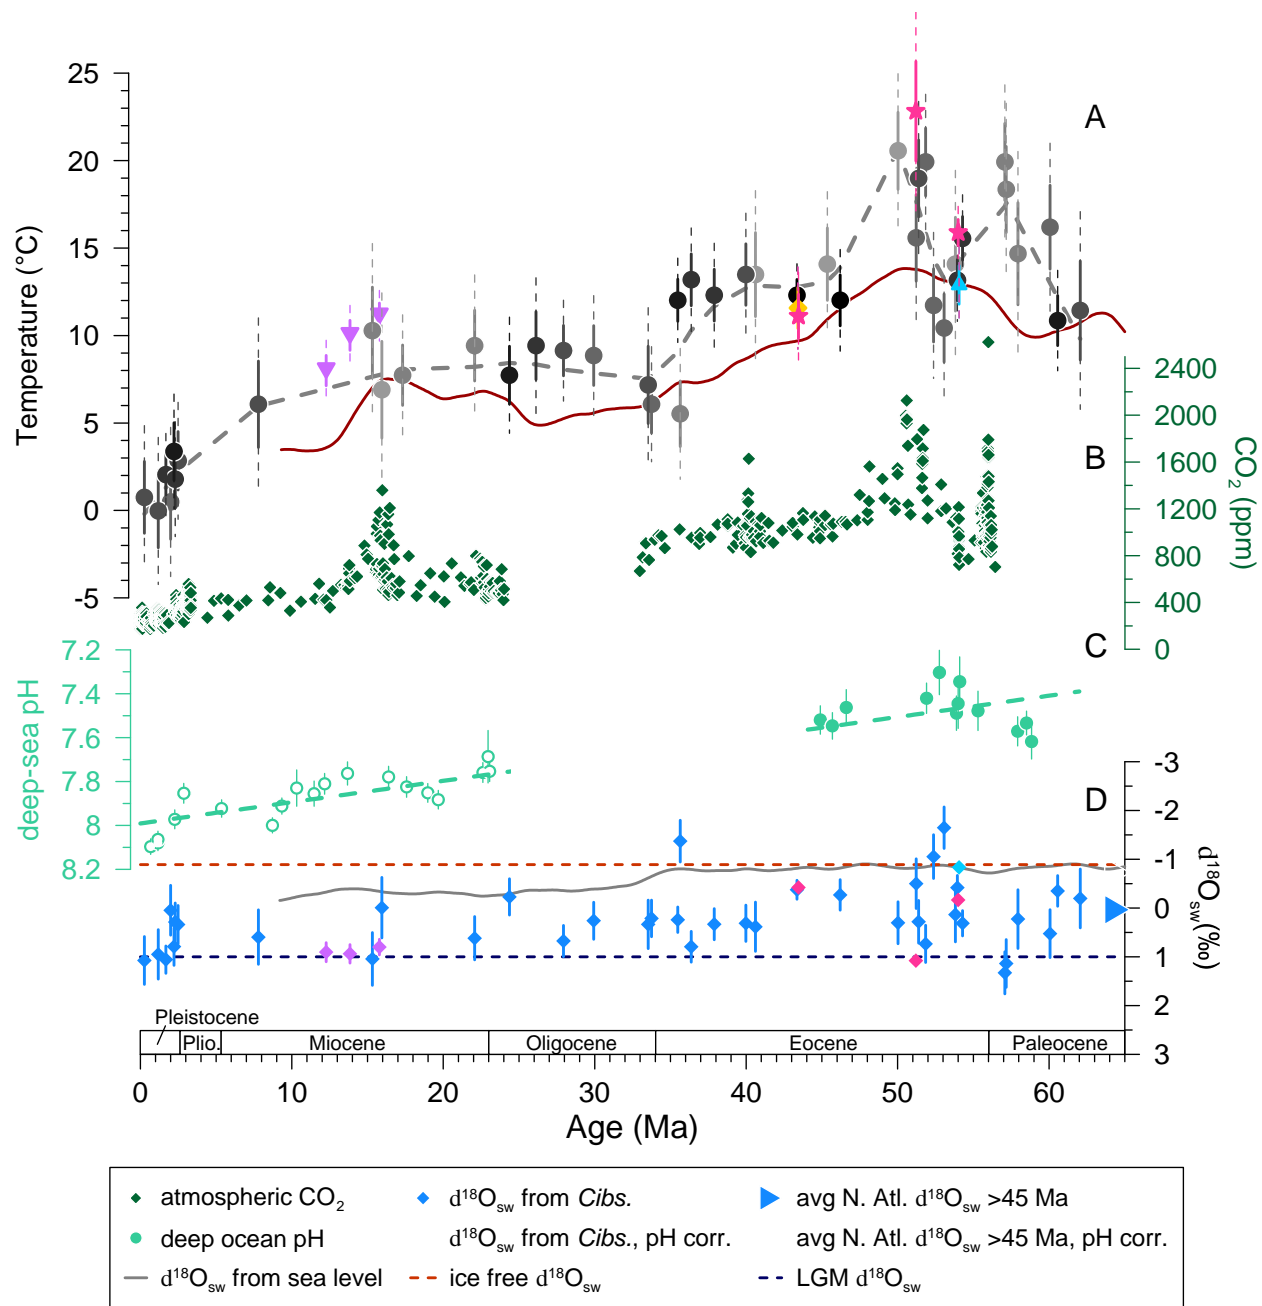 A
25
20
15
10
5
0
-5
Temperature (°C)
B
2400
2000
1600
1200
800
400
0
CO2 (ppm)
C
7.2
7.4
7.6
7.8
8
8.2
deep-sea pH
D
-3
-2
-1
0
1
2
3
d18Osw(‰)
Pleistocene
Plio. Miocene Oligocene Eocene Paleocene
0 10 20 30 40 50 60
Age (Ma)
atmospheric CO2 d18Osw from Cibs. avg N. Atl. d18Osw >45 Ma
deep ocean pH d18Osw from Cibs., pH corr. avg N. Atl. d18Osw >45 Ma, pH corr.
d18Osw from sea level ice free d18Osw LGM d18Osw